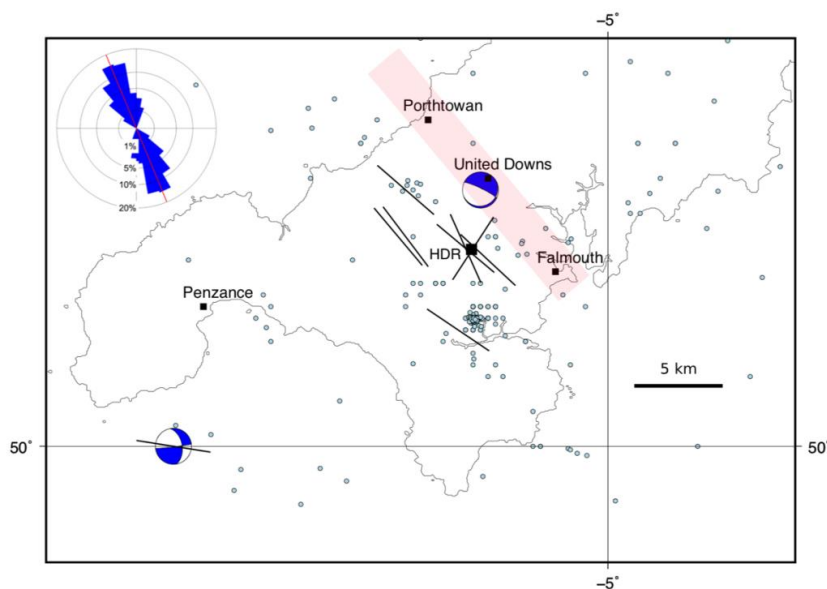 -5°
Porthtowan
1%
5%
10%
20%
United Downs
HDR
Falmouth
Penzance
5 km
50°
50°
-5°